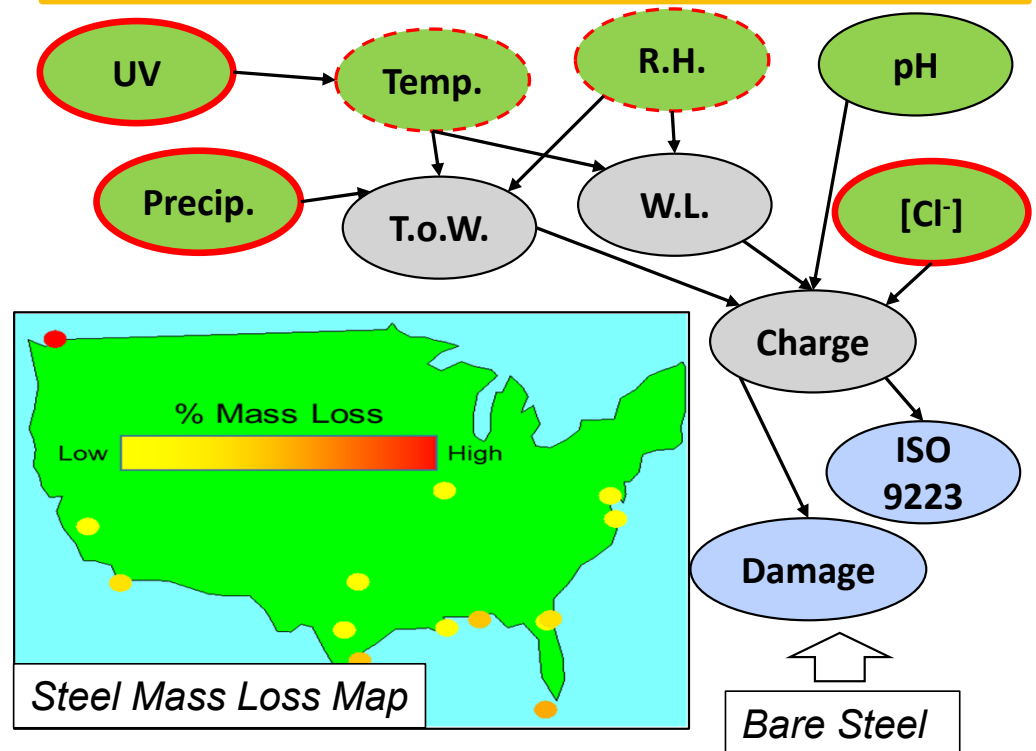 UV
Temp.
R.H.
pH
Precip.
T.o.W.
W.L.
[Cl⁻]
Charge
ISO
9223
Damage
% Mass Loss
Low
High
Steel Mass Loss Map
Bare Steel